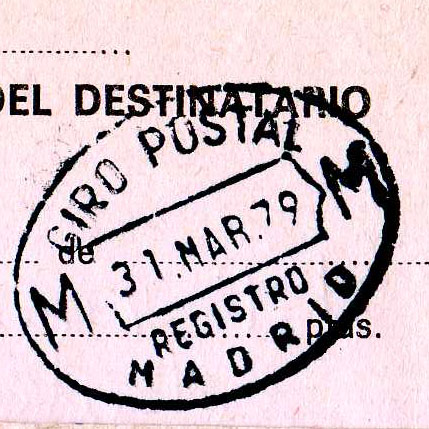 DEL DESTINATARIO
GIRO POSTAL
M M
de
31.MAR.79
REGISTRO
ptas.
MADRID